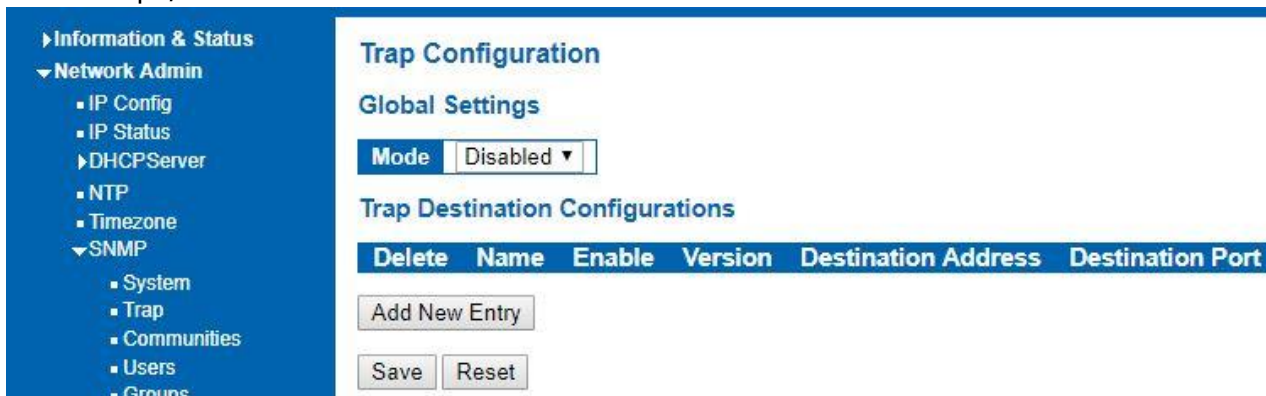 Information & Status
Network Admin
IP Config
IP Status
DHCPServer
NTP
Timezone
SNMP
System
Trap
Communities
Users
Groups
Trap Configuration
Global Settings
Mode Disabled
Trap Destination Configurations
Delete Name Enable Version Destination Address Destination Port
Add New Entry
Save Reset